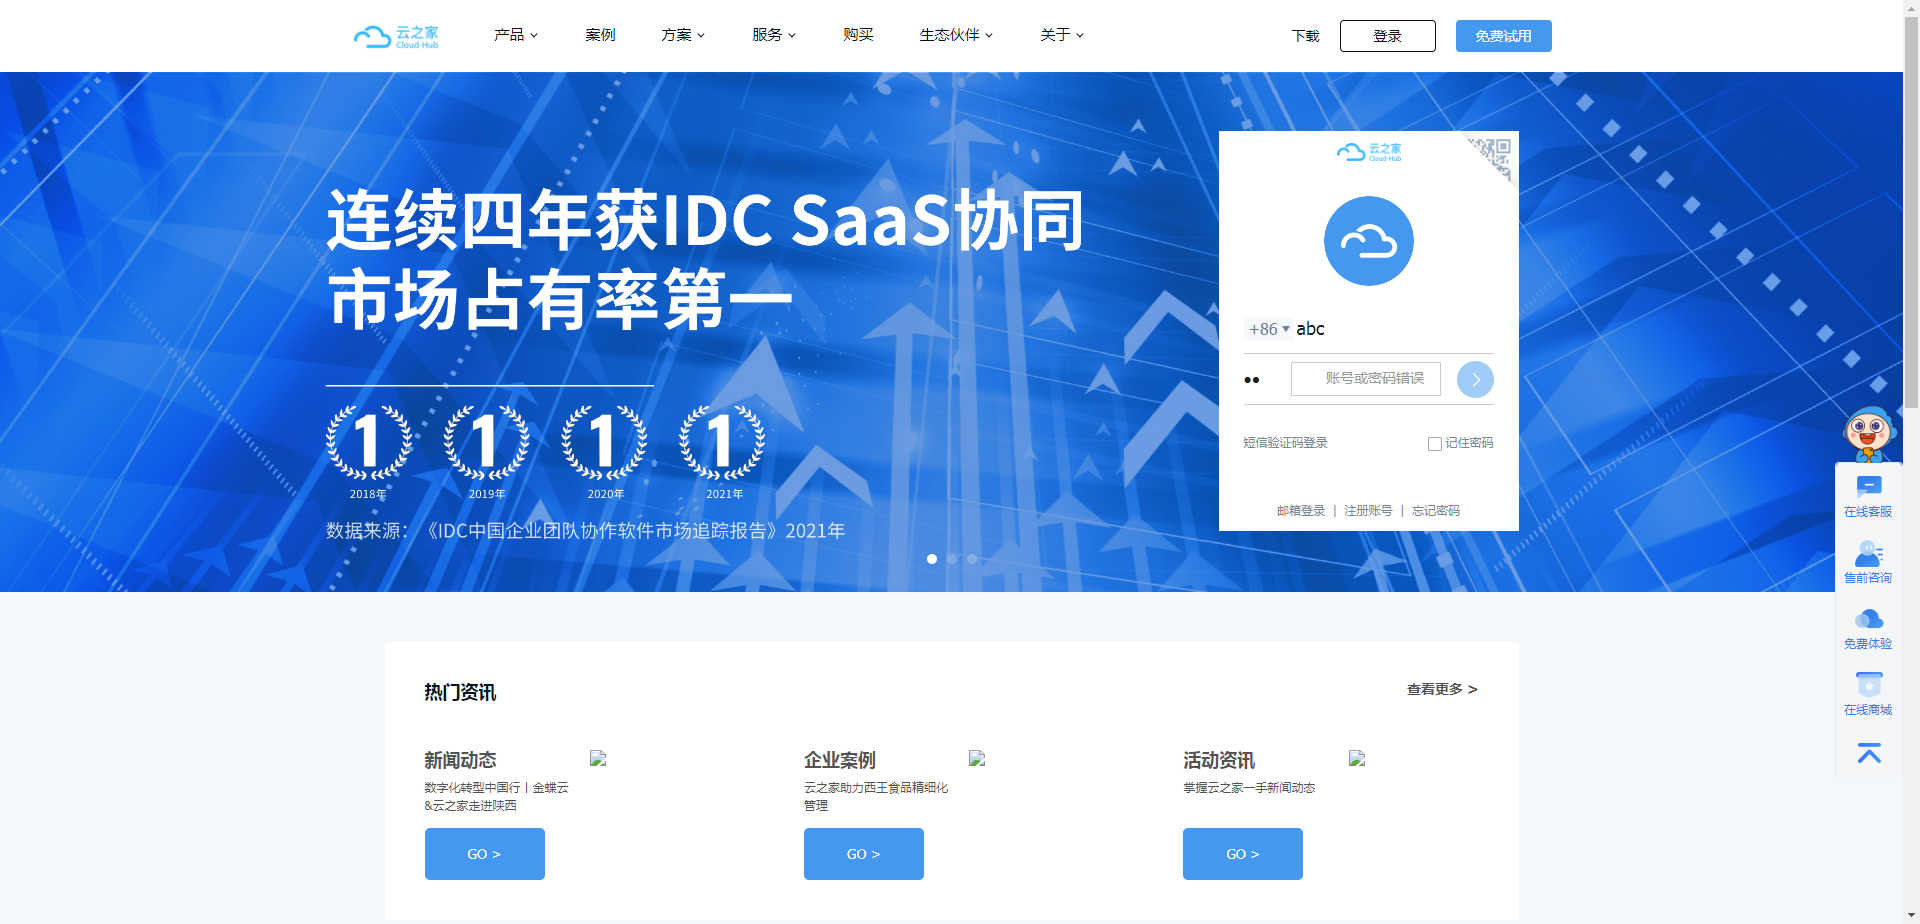 云之家
Cloud-Hub
产品
案例
方案
服务
购买
生态伙伴
关于
下载
登录
免费试用
连续四年获IDC SaaS协同
市场占有率第一
1
1
1
1
2018年
2019年
2020年
2021年
数据来源：《IDC中国企业团队协作软件市场追踪报告》2021年
云之家
Cloud-Hub
+86
abc
账号或密码错误
短信验证码登录
记住密码
邮箱登录 | 注册账号 | 忘记密码
在线客服
售前咨询
免费体验
在线商城
热门资讯
查看更多 >
新闻动态
数字化转型中国行丨金蝶云
&云之家走进陕西
GO >
企业案例
云之家助力西王食品精细化
管理
GO >
活动资讯
掌握云之家一手新闻动态
GO >